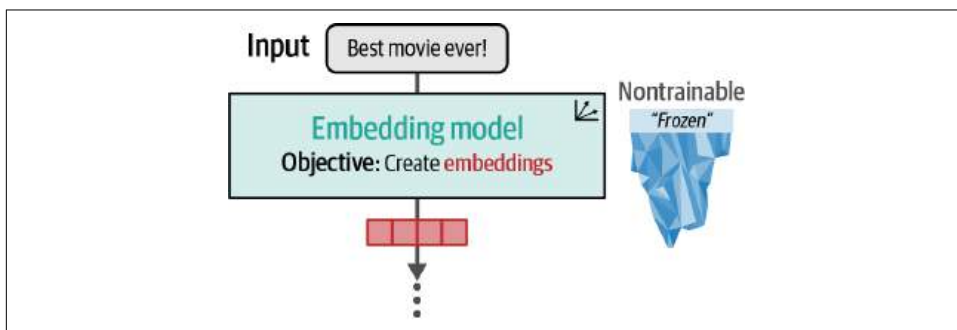 Input
Best movie ever!
Nontrainable
"Frozen"
Embedding model
Objective: Create embeddings